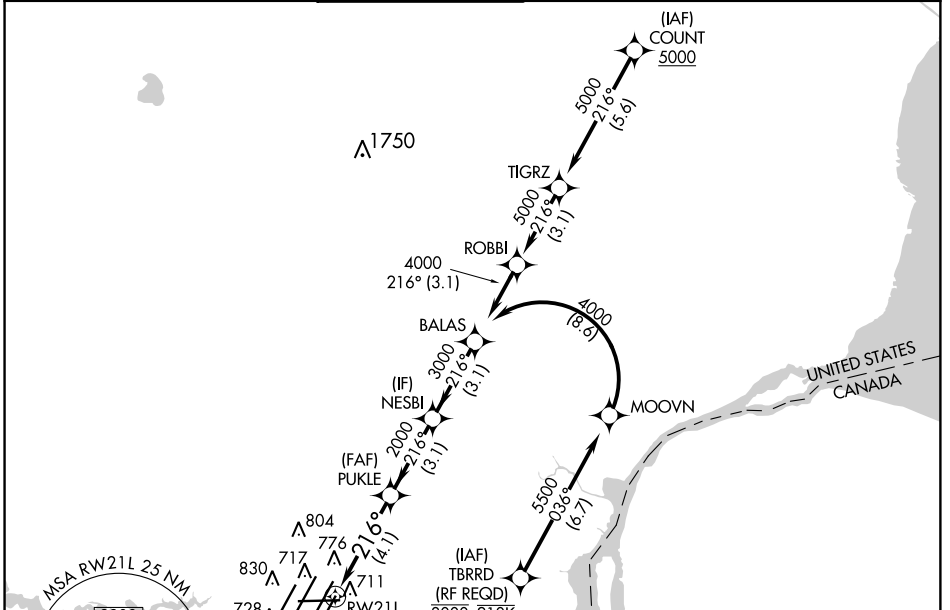 (IAF)
COUNT
5000
5000
216°
(5.6)
1750
TIGRZ
5000
216°
(3.1)
ROBBI
4000
216° (3.1)
4000
(8.6)
BALAS
3000
216°
(3.1)
UNITED STATES
CANADA
(IF)
NESBI
MOOVN
2000
216°
(3.1)
(FAF)
PUKLE
5500
036°
(6.7)
804
216°
(4.1)
776
717
830
(IAF)
TBRRD
(RF REQD)
MSA RW21L 25 NM
711
RW21L
728